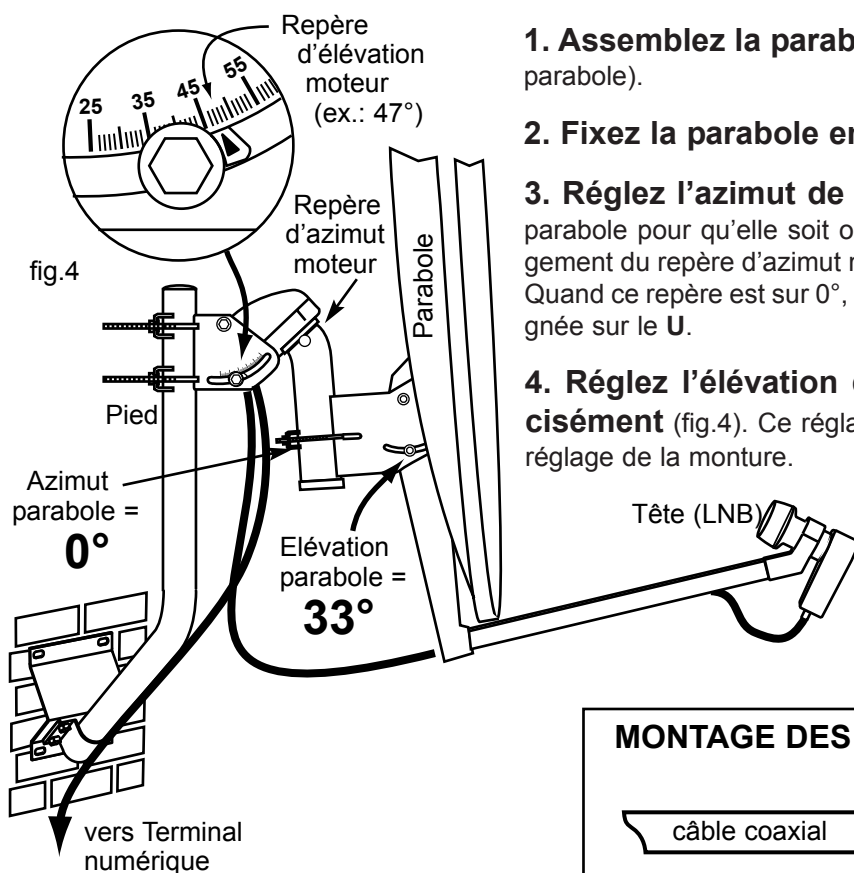 Repère
d'élévation
moteur
(ex.: 47°)
25 35 45 55
fig.4
Repère
d'azimut
moteur
Parabole
Pied
Azimut
parabole =
0°
Elévation
parabole =
33°
Tête (LNB)
vers Terminal
numérique
1. Assemblez la parab
parabole).
2. Fixez la parabole en
3. Réglez l'azimut de
parabole pour qu'elle soit o
gement du repère d'azimut
Quand ce repère est sur 0°,
gnée sur le U.
4. Réglez l'élévation
cisément (fig.4). Ce régla
réglage de la monture.
MONTAGE DES
câble coaxial